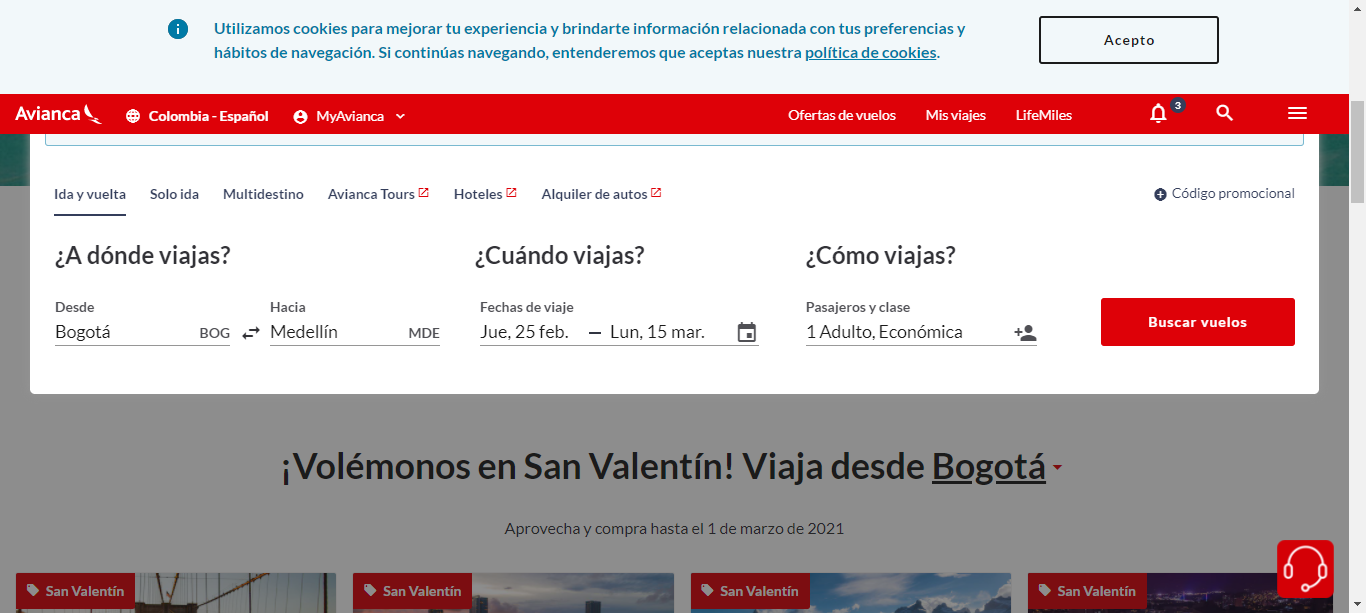 Utilizamos cookies para mejorar tu experiencia y brindarte información relacionada con tus preferencias y
hábitos de navegación. Si continúas navegando, entenderemos que aceptas nuestra política de cookies.
Acepto
Avianca
Colombia - Español
MyAvianca
Ofertas de vuelos
Mis viajes
LifeMiles
3
Ida y vuelta
Solo ida
Multidestino
Avianca Tours
Hoteles
Alquiler de autos
Código promocional
¿A dónde viajas?
¿Cuándo viajas?
¿Cómo viajas?
Desde
Hacia
Fechas de viaje
Pasajeros y clase
Bogotá BOG
Medellín MDE
Jue, 25 feb. — Lun, 15 mar.
1 Adulto, Económica
Buscar vuelos
¡Volémonos en San Valentín! Viaja desde Bogotá
Aprovecha y compra hasta el 1 de marzo de 2021
San Valentín
San Valentín
San Valentín
San Valentín